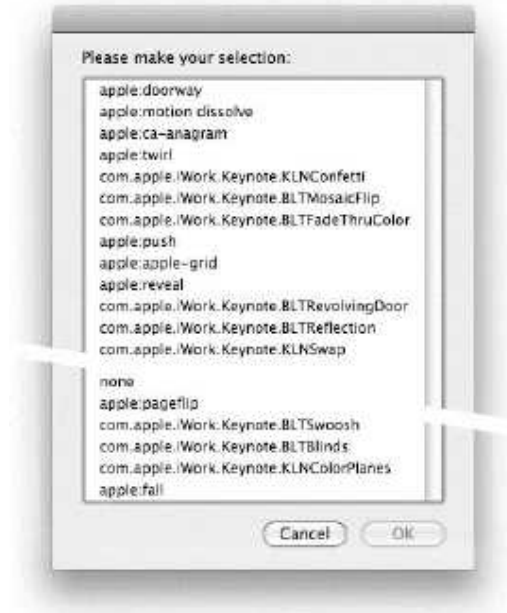 Please make your selection:
apple:doorway
apple:motion dissolve
apple:ca-anagram
apple:twirl
com.apple.iWork.Keynote.KLNConfetti
com.apple.iWork.Keynote.BLTMosaicFlip
com.apple.iWork.Keynote.BLTFadeThruColor
apple:push
apple:apple-grid
apple:reveal
com.apple.iWork.Keynote.BLTRevolvingDoor
com.apple.iWork.Keynote.BLTReflection
com.apple.iWork.Keynote.KLNSwap
none
apple:pageflip
com.apple.iWork.Keynote.BLTSwoosh
com.apple.iWork.Keynote.BLTBlinds
com.apple.iWork.Keynote.KLNColorPlanes
apple:fall
Cancel OK